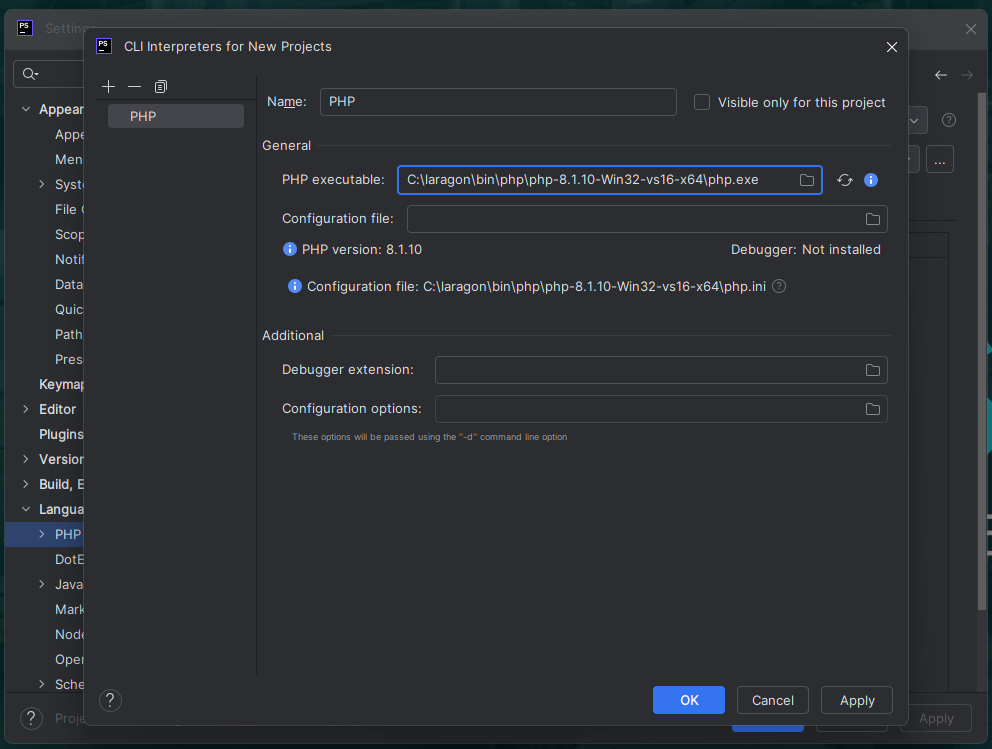 PS
Settings
PS
CLI Interpreters for New Projects
PHP
Name:
PHP
Visible only for this project
General
PHP executable:
C:\laragon\bin\php\php-8.1.10-Win32-vs16-x64\php.exe
Configuration file:
PHP version: 8.1.10
Debugger: Not installed
Configuration file: C:\laragon\bin\php\php-8.1.10-Win32-vs16-x64\php.ini
Additional
Debugger extension:
Configuration options:
These options will be passed using the "-d" command line option
OK
Cancel
Apply
Appear
Appe
Men
Syst
File
Scop
Notif
Data
Quic
Path
Pres
Keymap
Editor
Plugins
Version
Build, E
Langua
PHP
DotE
Java
Mark
Node
Oper
Sche
Proje
Apply
...